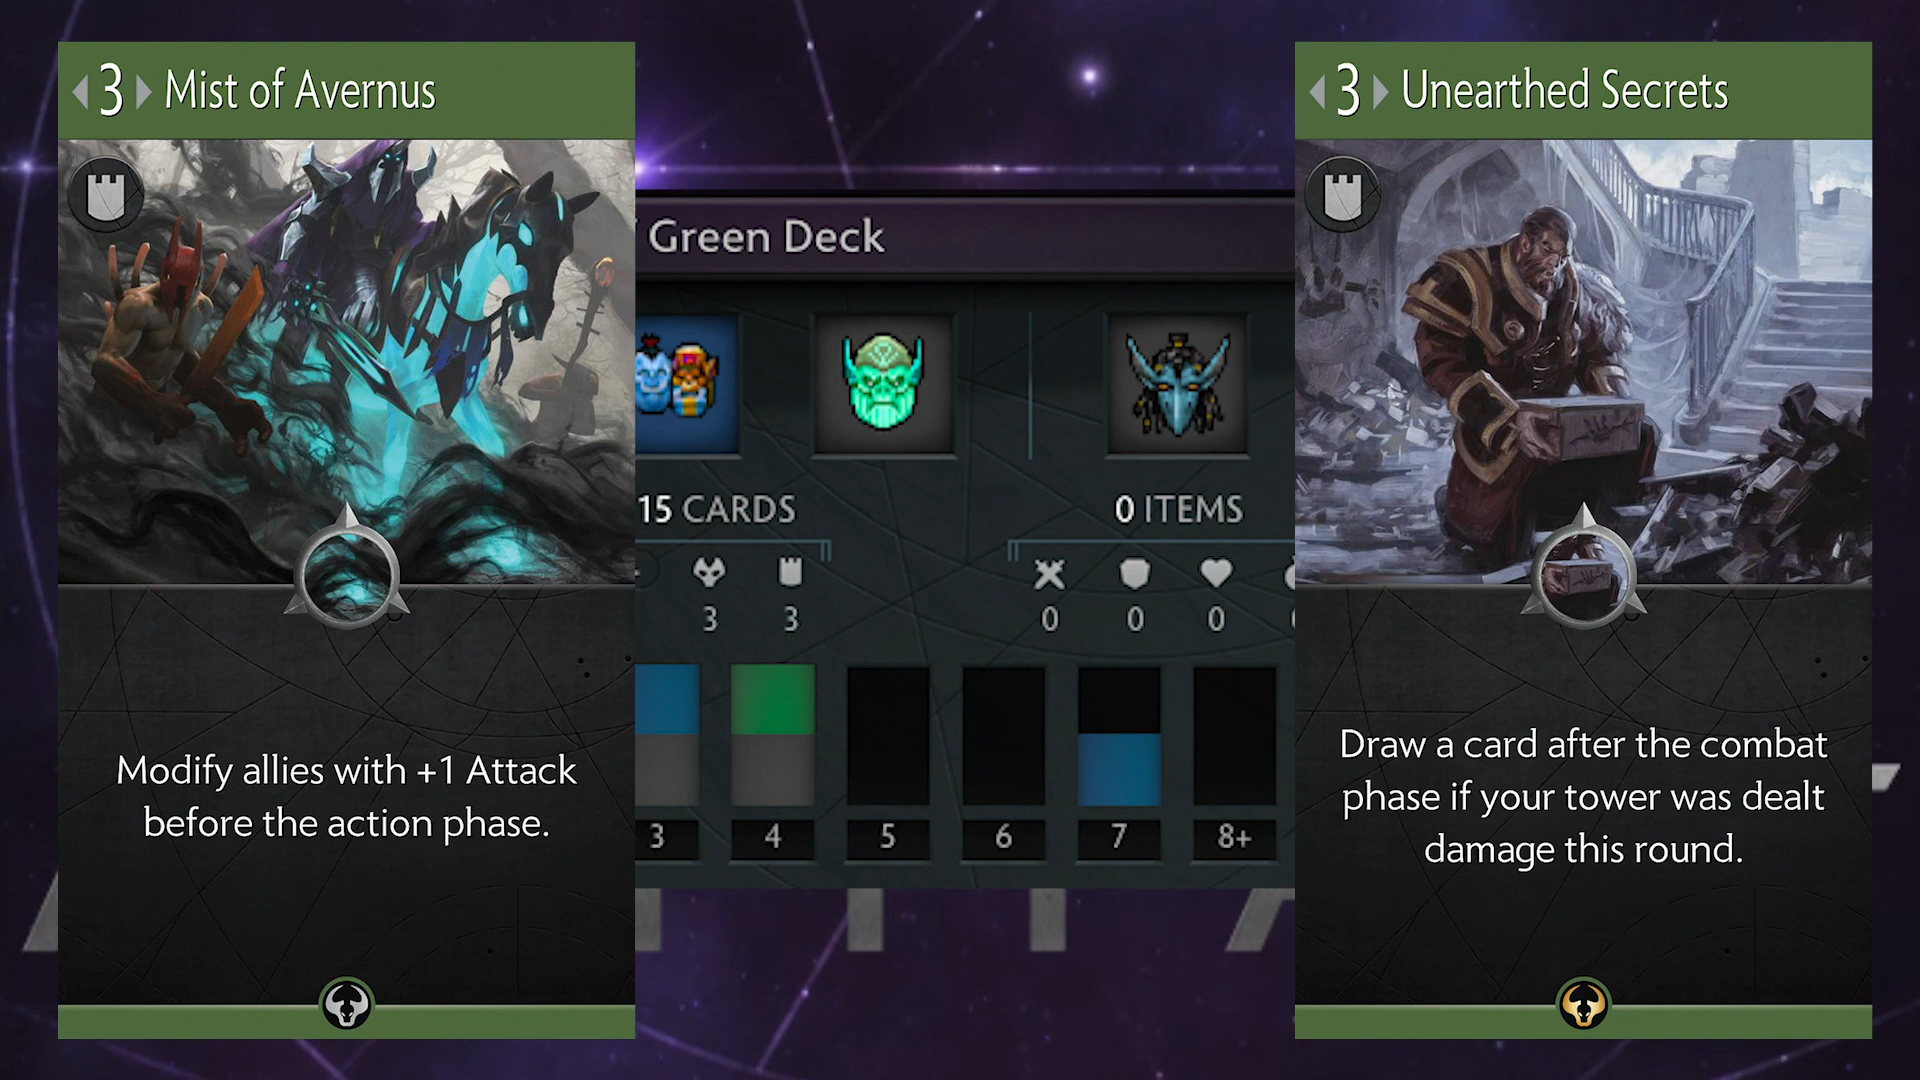 3 Mist of Avernus
Modify allies with +1 Attack
before the action phase.
Green Deck
15 CARDS
0 ITEMS
3 3
0 0 0
3 4 5 6 7 8+
3 Unearthed Secrets
Draw a card after the combat
phase if your tower was dealt
damage this round.